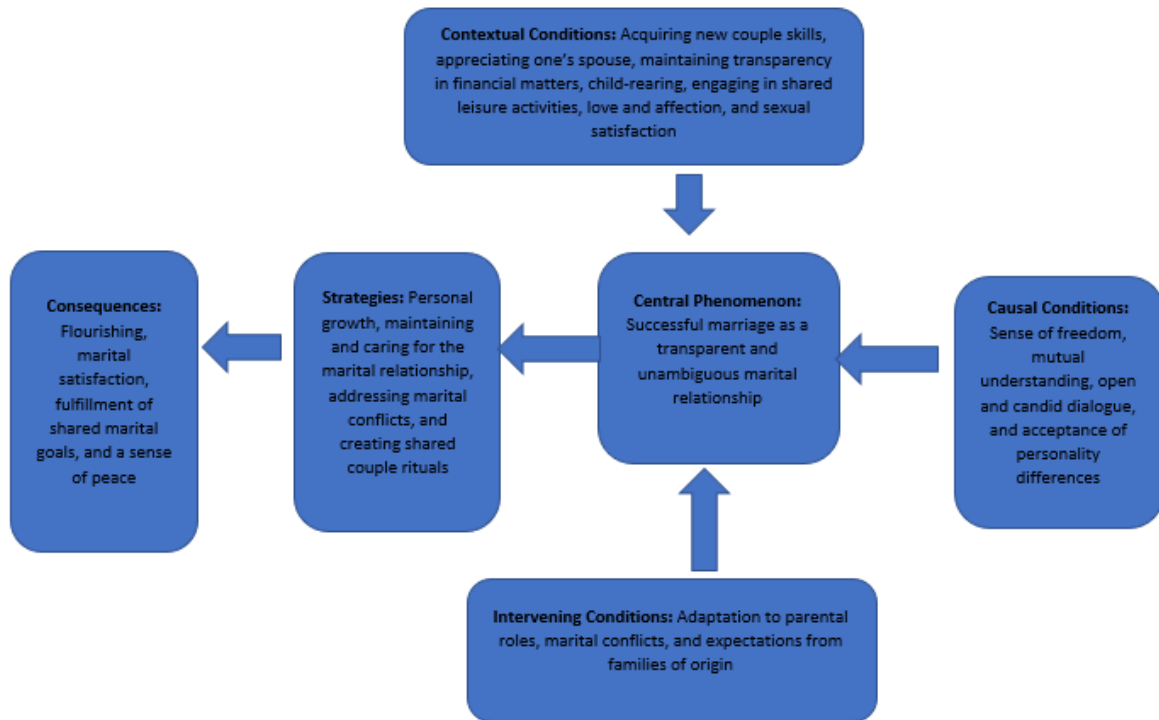 Contextual Conditions: Acquiring new couple skills,
appreciating one’s spouse, maintaining transparency
in financial matters, child-rearing, engaging in shared
leisure activities, love and affection, and sexual
satisfaction
Consequences:
Flourishing,
marital
satisfaction,
fulfillment of
shared marital
goals, and a sense
of peace
Strategies: Personal
growth, maintaining
and caring for the
marital relationship,
addressing marital
conflicts, and
creating shared
couple rituals
Central Phenomenon:
Successful marriage as a
transparent and
unambiguous marital
relationship
Causal Conditions:
Sense of freedom,
mutual
understanding, open
and candid dialogue,
and acceptance of
personality
differences
Intervening Conditions: Adaptation to parental
roles, marital conflicts, and expectations from
families of origin